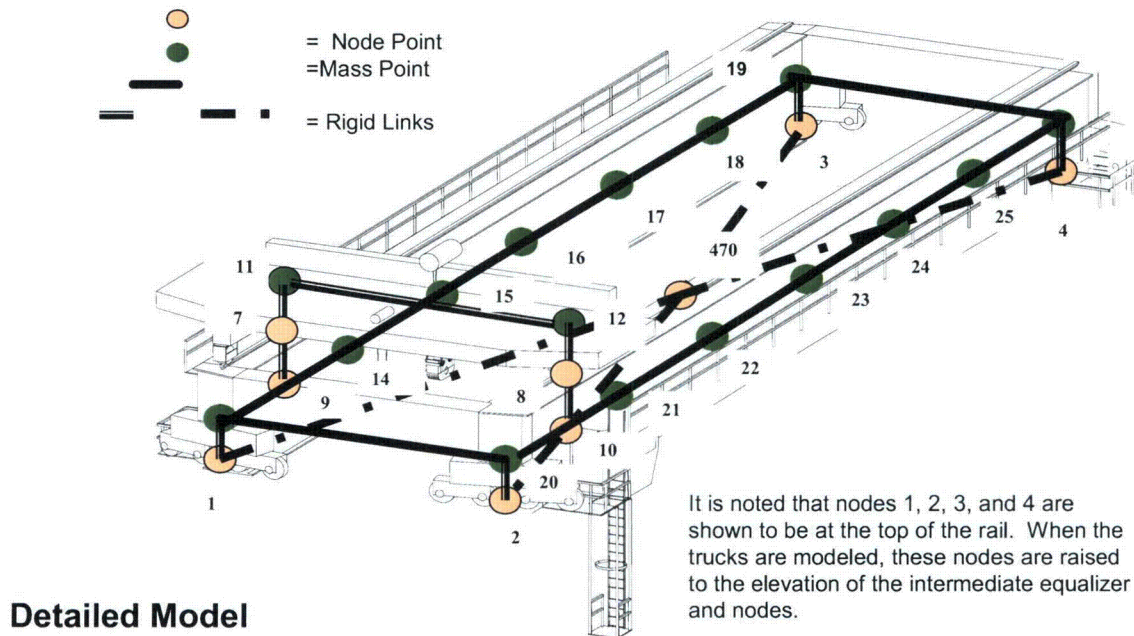 = Node Point
=Mass Point
= Rigid Links
19
18
3
17
470
25
4
16
24
11
15
23
7
12
22
14
8
21
9
10
20
1
2
It is noted that nodes 1, 2, 3, and 4 are
shown to be at the top of the rail. When the
trucks are modeled, these nodes are raised
to the elevation of the intermediate equalizer
and nodes.
Detailed Model